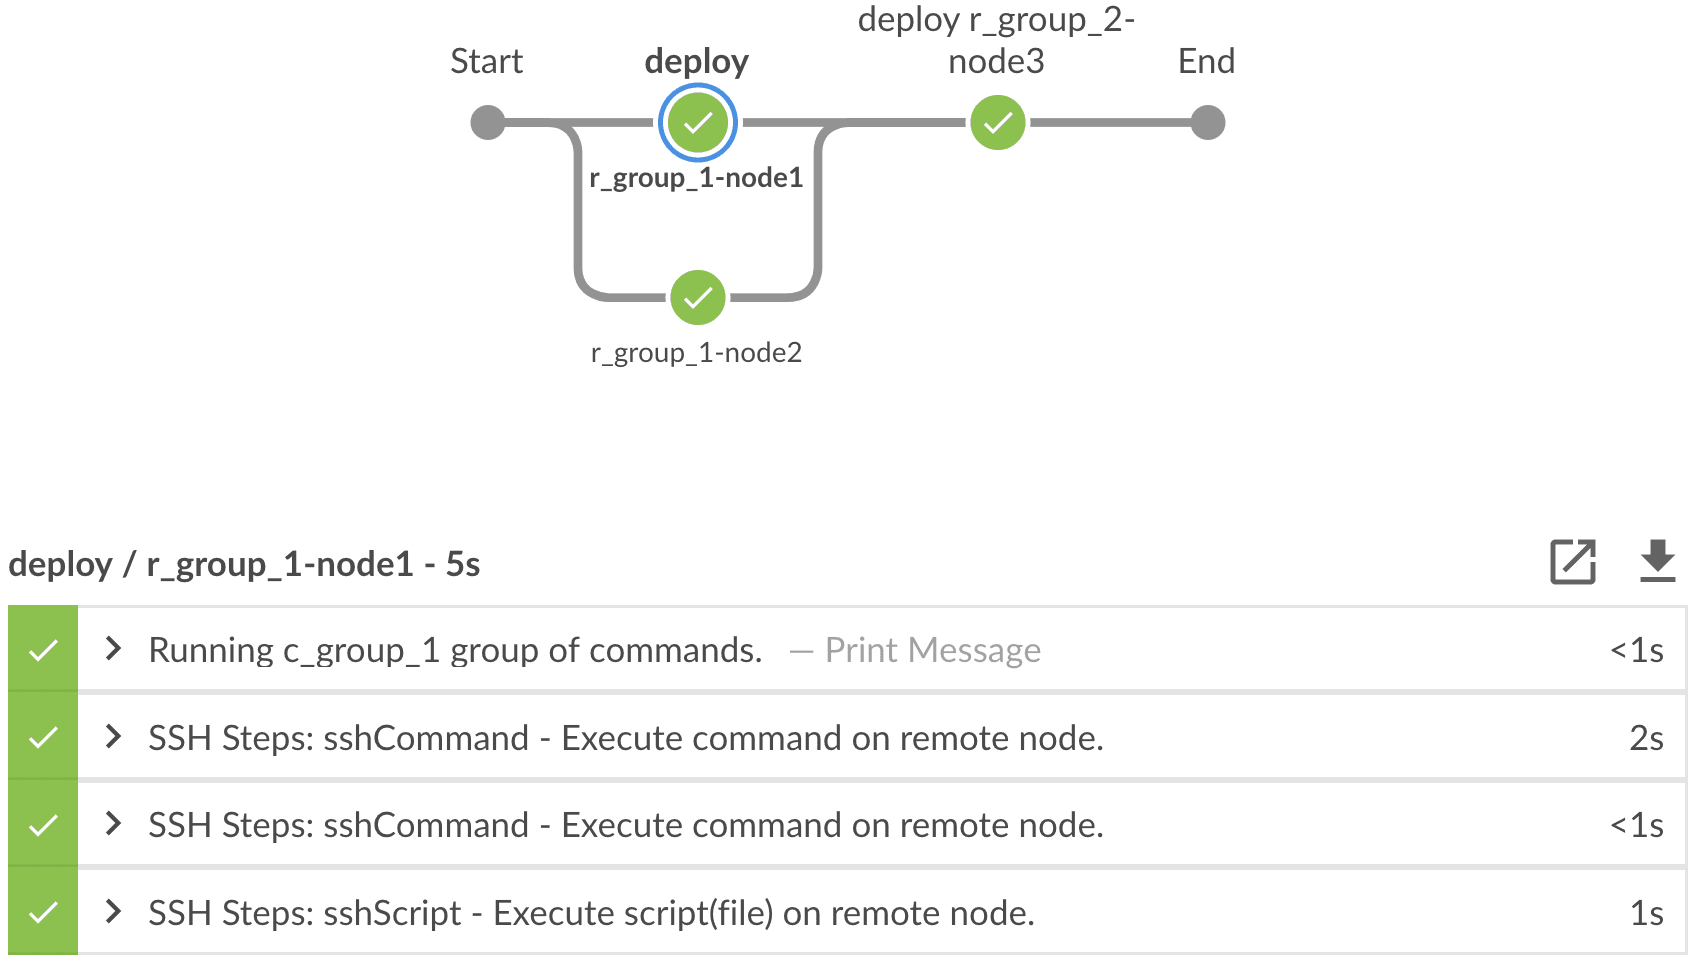 deploy r_group_2-
Start deploy node3 End
r_group_1-node1
r_group_1-node2
deploy / r_group_1-node1 - 5s
Running c_group_1 group of commands. — Print Message <1s
SSH Steps: sshCommand - Execute command on remote node. 2s
SSH Steps: sshCommand - Execute command on remote node. <1s
SSH Steps: sshScript - Execute script(file) on remote node. 1s